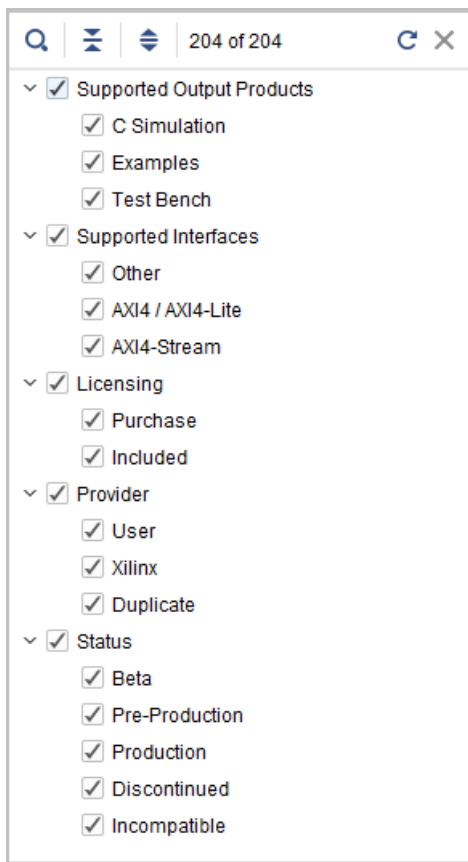 204 of 204
Supported Output Products
C Simulation
Examples
Test Bench
Supported Interfaces
Other
AXI4 / AXI4-Lite
AXI4-Stream
Licensing
Purchase
Included
Provider
User
Xilinx
Duplicate
Status
Beta
Pre-Production
Production
Discontinued
Incompatible